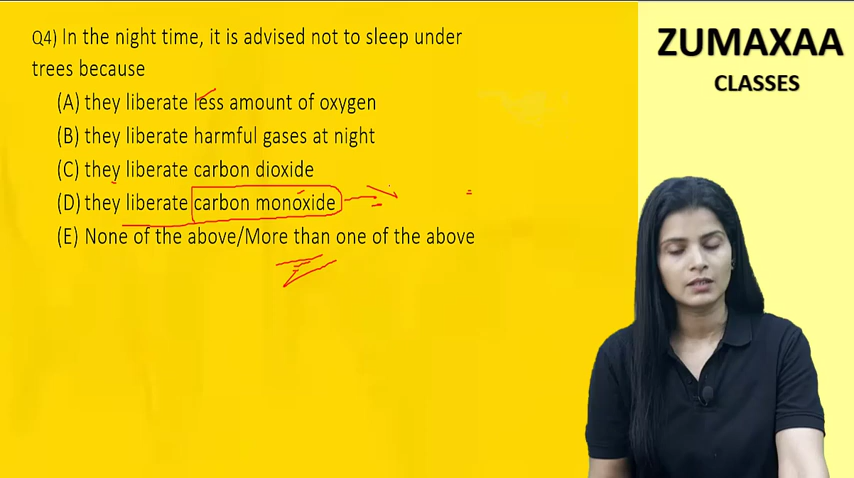 Q4) In the night time, it is advised not to sleep under
trees because
(A) they liberate less amount of oxygen
(B) they liberate harmful gases at night
(C) they liberate carbon dioxide
(D) they liberate carbon monoxide
(E) None of the above/More than one of the above
ZUMAXAA
CLASSES